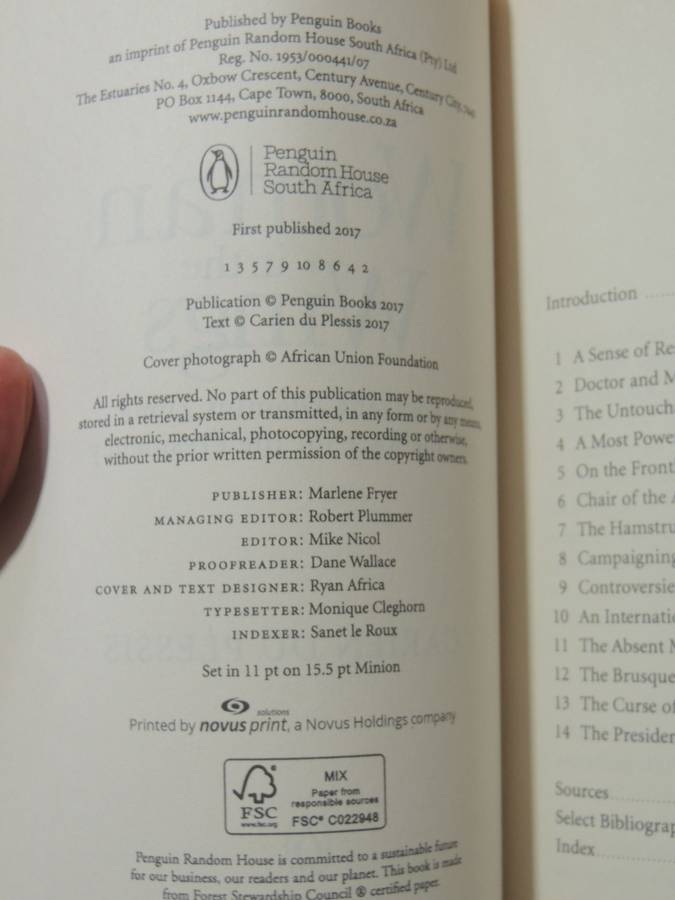 Published by Penguin Books
an imprint of Penguin Random House South Africa (Pty) Ltd
Reg. No. 1953/000441/07
The Estuaries No. 4, Oxbow Crescent, Century Avenue, Century City,
PO Box 1144, Cape Town, 8000, South Africa
www.penguinrandomhouse.co.za
Penguin
Random House
South Africa
First published 2017
1 3 5 7 9 10 8 6 4 2
Publication © Penguin Books 2017
Text © Carien du Plessis 2017
Cover photograph © African Union Foundation
All rights reserved. No part of this publication may be reproduced,
stored in a retrieval system or transmitted, in any form or by any means,
electronic, mechanical, photocopying, recording or otherwise,
without the prior written permission of the copyright owners.
PUBLISHER: Marlene Fryer
MANAGING EDITOR: Robert Plummer
EDITOR: Mike Nicol
PROOFREADER: Dane Wallace
COVER AND TEXT DESIGNER: Ryan Africa
TYPESETTER: Monique Cleghorn
INDEXER: Sanet le Roux
Set in 11 pt on 15.5 pt Minion
solutions
Printed by novus print, a Novus Holdings company
FSC
www.fsc.org
MIX
Paper from
responsible sources
FSC® C022948
Penguin Random House is committed to a sustainable future
for our business, our readers and our planet. This book is made
from Forest Stewardship Council ® certified paper.
Introduction
1 A Sense of Re
2 Doctor and M
3 The Untouch
4 A Most Powe
5 On the Frontl
6 Chair of the A
7 The Hamstru
8 Campaigning
9 Controversie
10 An Internati
11 The Absent M
12 The Brusque
13 The Curse of
14 The Presiden
Sources
Select Bibliograp
Index